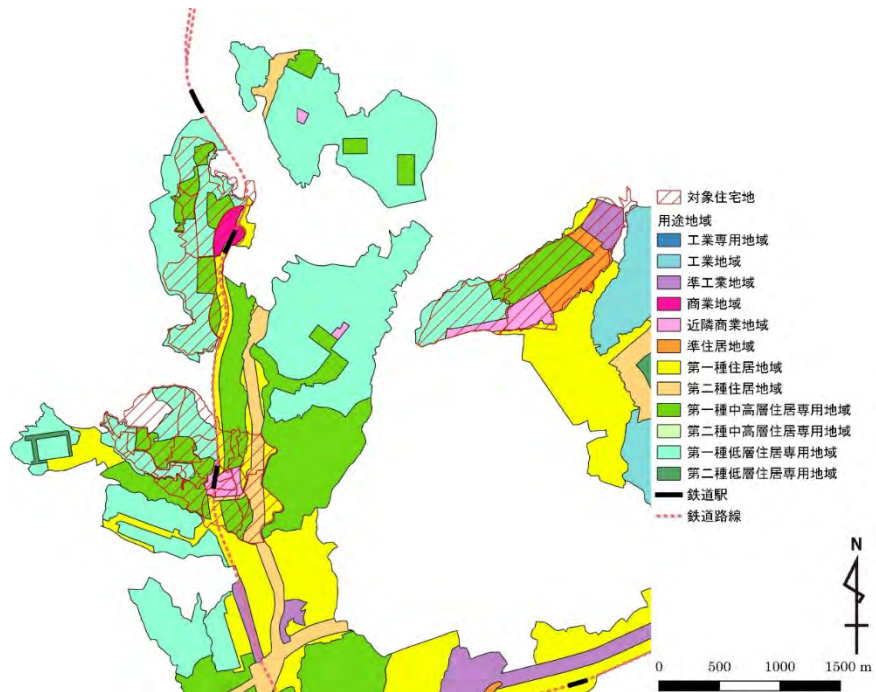 対象住宅地
用途地域
工業専用地域
工業地域
準工業地域
商業地域
近隣商業地域
準住居地域
第一種住居地域
第二種住居地域
第一種中高層住居専用地域
第二種中高層住居専用地域
第一種低層住居専用地域
第二種低層住居専用地域
鉄道駅
鉄道路線
N
0 500 1000 1500 m